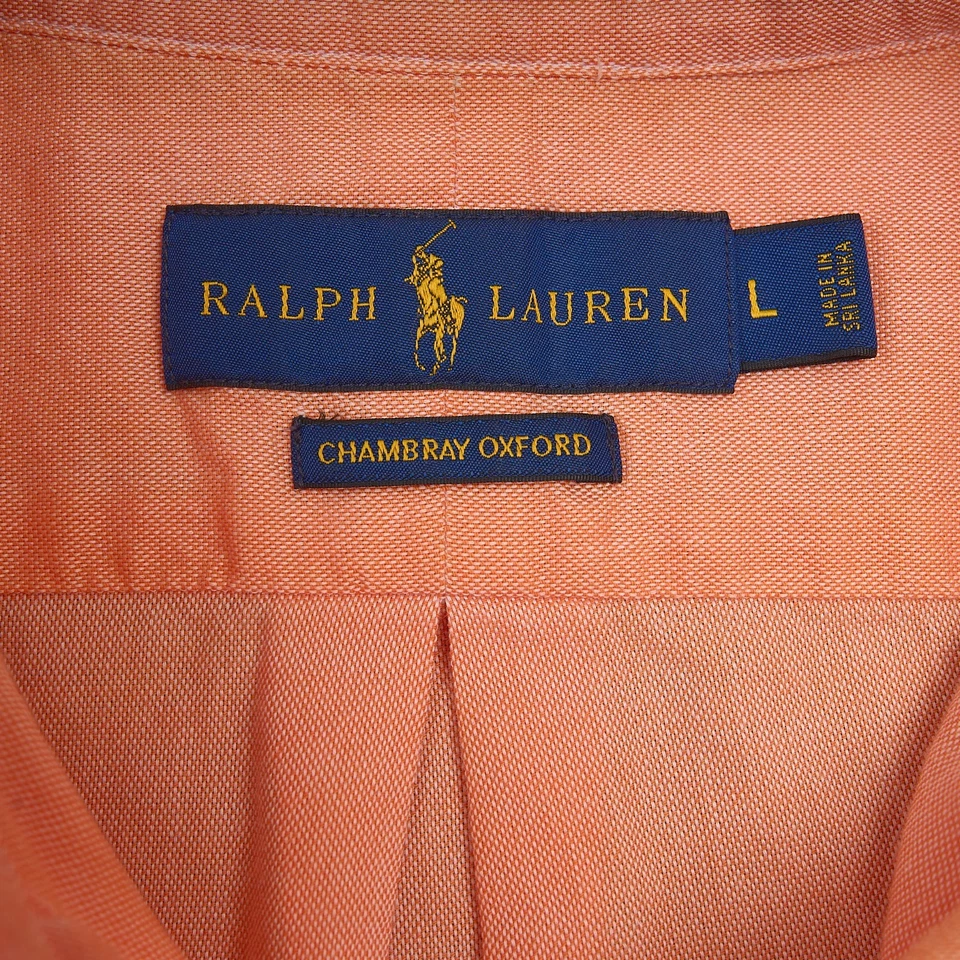 RALPH LAUREN
L
MADE IN
SRI LANKA
CHAMBRAY OXFORD